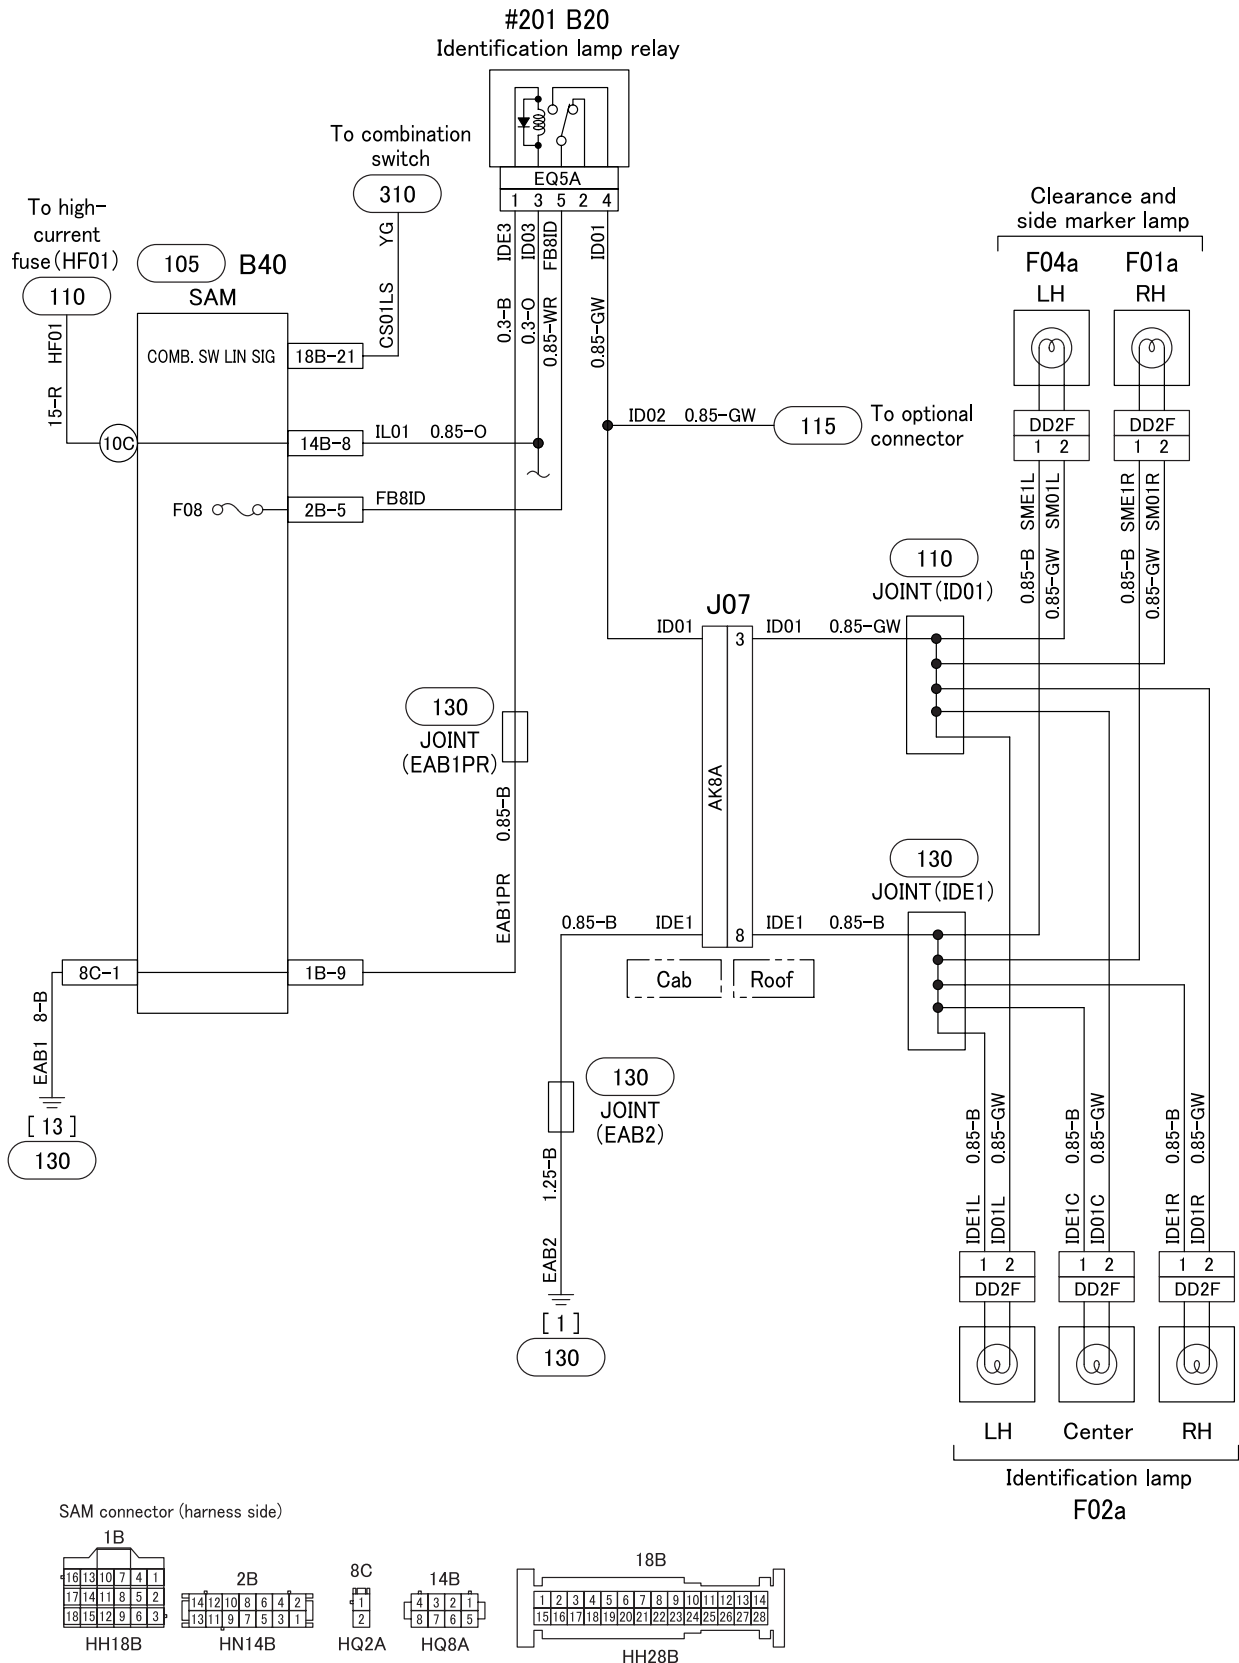 #201 B20
Identification lamp relay
To combination
switch
310
EQ5A
1 3 5 2 4
To high-
current
fuse(HF01)
110
105 B40
SAM
YG
CS01LS
IDE3
ID03
FB8ID
ID01
0.3-B
0.3-O
0.85-WR
0.85-GW
Clearance and
side marker lamp
F04a F01a
LH RH
HF01
15-R
COMB. SW LIN SIG
18B-21
10C
14B-8
IL01 0.85-O
F08
2B-5
FB8ID
ID02 0.85-GW
115
To optional
connector
DD2F DD2F
1 2 1 2
SME1L
SM01L
SME1R
SM01R
0.85-B
0.85-GW
0.85-B
0.85-GW
110
JOINT(ID01)
J07
ID01 3 ID01 0.85-GW
130
JOINT
(EAB1PR)
AK8A
0.85-B
EAB1PR
130
JOINT(IDE1)
0.85-B IDE1 8 IDE1 0.85-B
8C-1
1B-9
Cab Roof
8-B
EAB1
[ 13 ]
130
130
JOINT
(EAB2)
1.25-B
EAB2
[ 1 ]
130
0.85-B
0.85-GW
0.85-B
0.85-GW
0.85-B
0.85-GW
IDE1L
ID01L
IDE1C
ID01C
IDE1R
ID01R
1 2 1 2 1 2
DD2F DD2F DD2F
LH Center RH
Identification lamp
F02a
SAM connector (harness side)
1B
16 13 10 7 4 1
17 14 11 8 5 2
18 15 12 9 6 3
HH18B
2B
14 12 10 8 6 4 2
13 11 9 7 5 3 1
HN14B
8C
1
2
HQ2A
14B
4 3 2 1
8 7 6 5
HQ8A
18B
1 2 3 4 5 6 7 8 9 10 11 12 13 14
15 16 17 18 19 20 21 22 23 24 25 26 27 28
HH28B